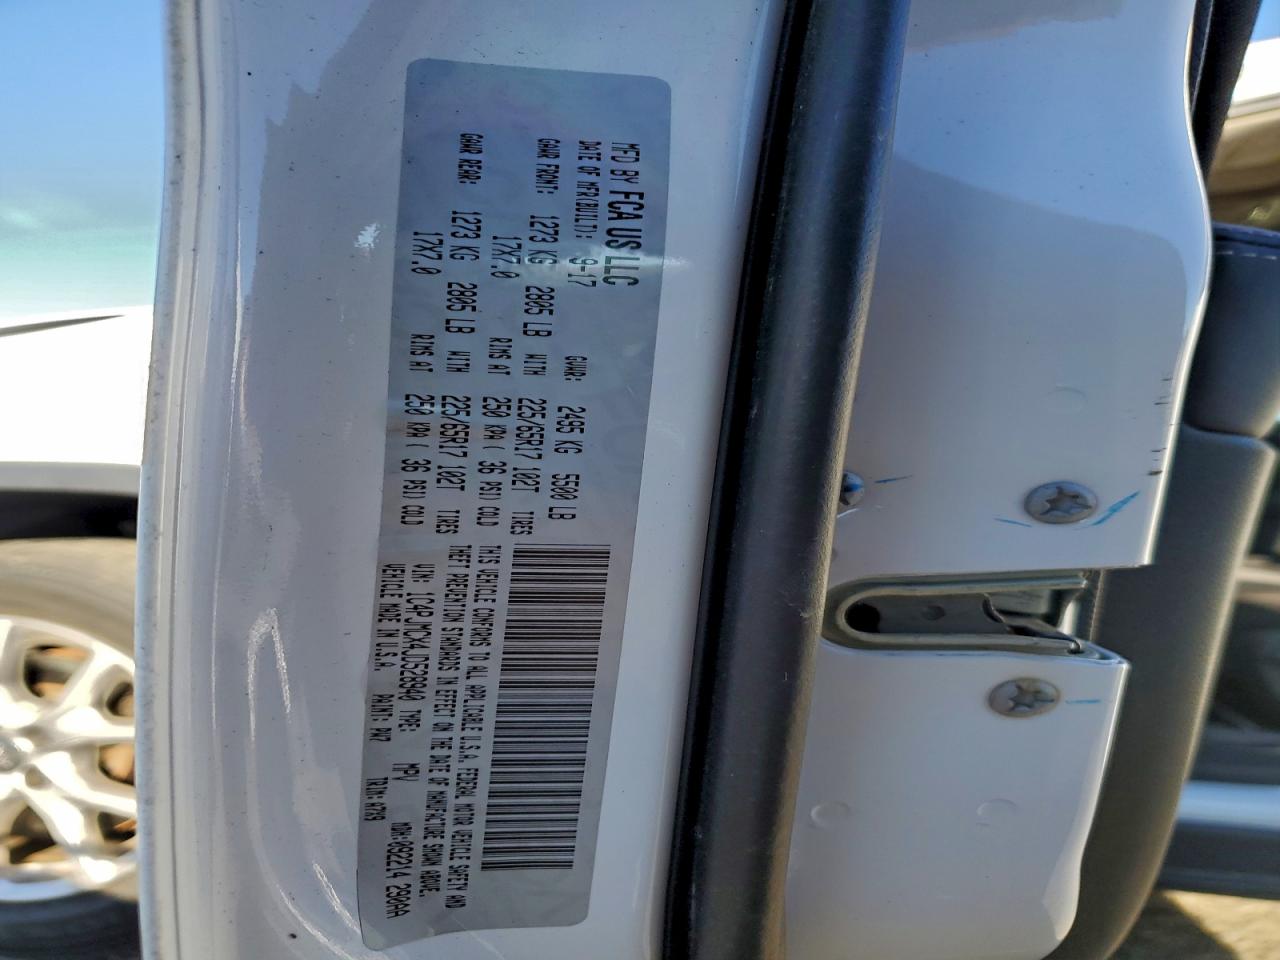 MFD BY FCA US LLC
DATE OF MFR(BUILT): 9-17 GVWR: 2495 KG 5500 LB
GAWR FRONT: 1273 KG 2805 LB WITH 225/65R17 102T TIRES
17X7.0 RIMS AT 250 KPA ( 36 PSI) COLD
GAWR REAR: 1273 KG 2805 LB WITH 225/65R17 102T TIRES
17X7.0 RIMS AT 250 KPA ( 36 PSI) COLD
THIS VEHICLE CONFORMS TO ALL APPLICABLE U.S.A. FEDERAL MOTOR VEHICLE SAFETY AND
THEFT PREVENTION STANDARDS IN EFFECT ON THE DATE OF MANUFACTURE SHOWN ABOVE.
VIN: 1C4PJMCX4JD528940 TYPE: MPV MDH:092214 290AA
VEHICLE MADE IN U.S.A. PAINT: PW7 TRIM: A7X9